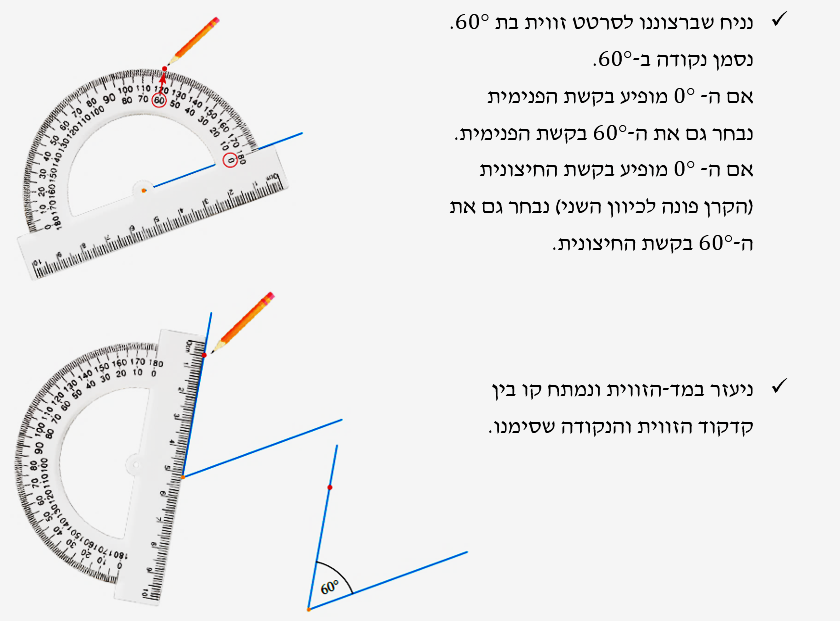 ✓ נניח שברצוננו לסרטט זווית בת 60°.
נסמן נקודה ב-60°.
אם ה- 0° מופיע בקשת הפנימית
נבחר גם את ה-60° בקשת הפנימית.
אם ה- 0° מופיע בקשת החיצונית
(הקרן פונה לכיוון השני) נבחר גם את
ה-60° בקשת החיצונית.
✓ ניעזר במד-הזווית ונמתח קו בין
קדקוד הזווית והנקודה שסימנו.
60°